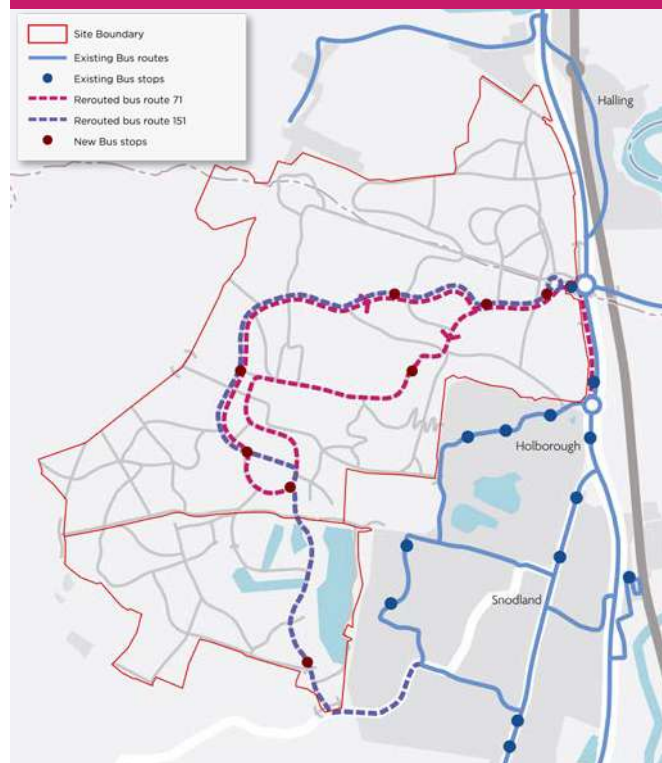 Site Boundary
Existing Bus routes
Existing Bus stops
Rerouted bus route 71
Rerouted bus route 151
New Bus stops
Halling
Holborough
Snodland